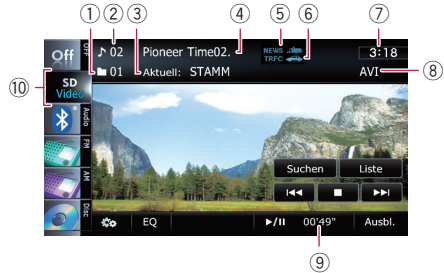 ① ② ③ ④ ⑤ ⑥ ⑦
Off OFF ♪ 02 Pioneer Time02. NEWS TRFC 3:18
01 Aktuell: STAMM AVI ⑧
⑩ SD Video
Audio
FM
Suchen Liste
AM
Disc
EQ ►/II 00'49" Ausbl.
⑨